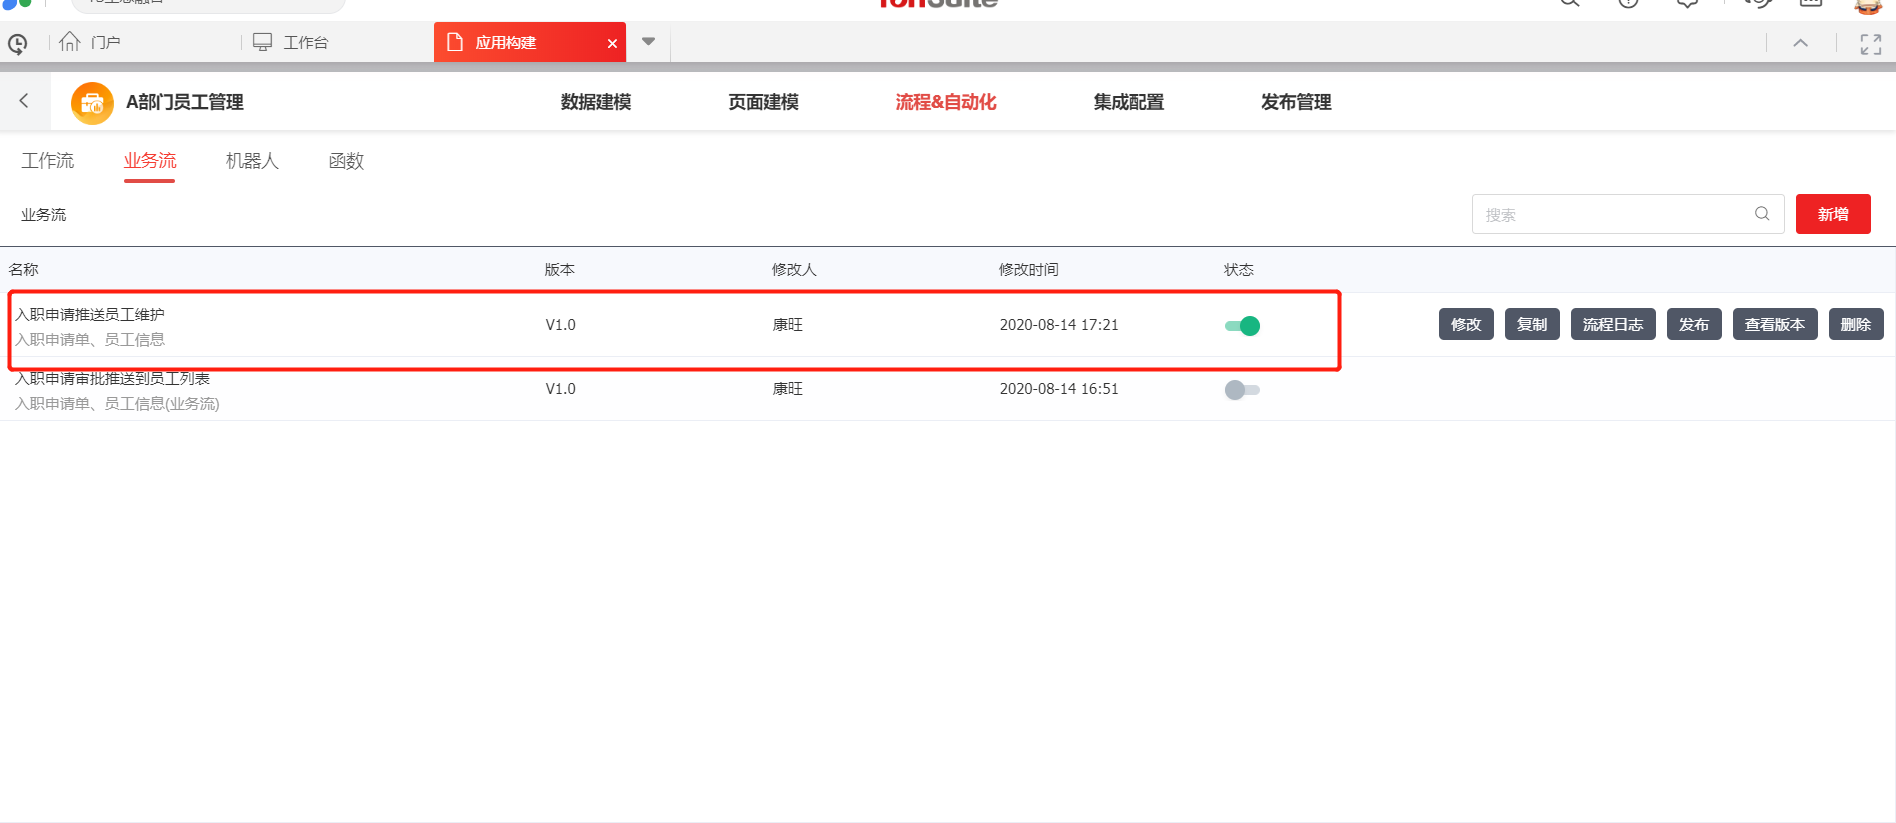 门户
工作台
应用构建
A部门员工管理
数据建模
页面建模
流程&自动化
集成配置
发布管理
工作流
业务流
机器人
函数
业务流
搜索
新增
名称
版本
修改人
修改时间
状态
入职申请推送员工维护
入职申请单、员工信息
V1.0
康旺
2020-08-14 17:21
修改
复制
流程日志
发布
查看版本
删除
入职申请审批推送到员工列表
入职申请单、员工信息(业务流)
V1.0
康旺
2020-08-14 16:51